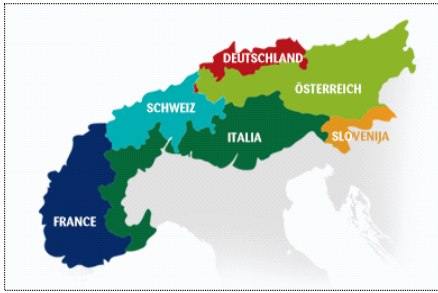 DEUTSCHLAND
ÖSTERREICH
SCHWEIZ
ITALIA
SLOVENIJA
FRANCE